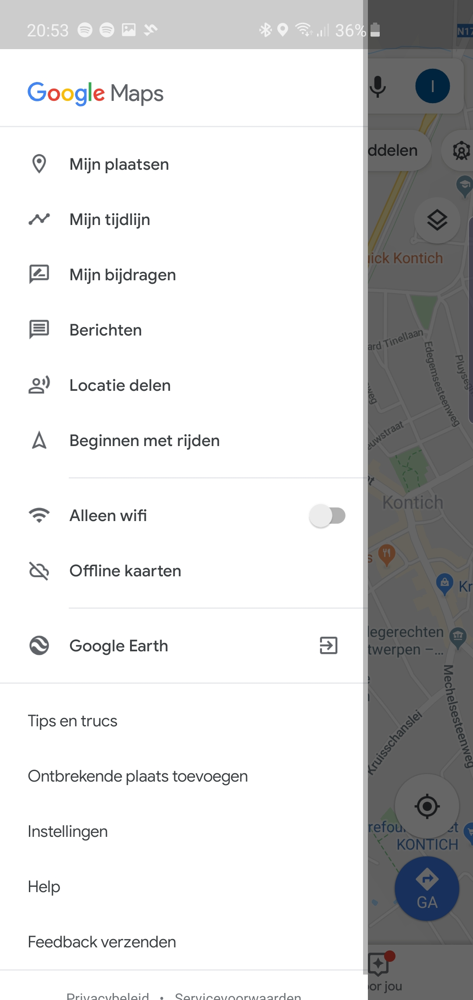 20:53
36%
N17
Google Maps
I
Mijn plaatsen
ddelen
Mijn tijdlijn
uick Kontich
Mijn bijdragen
Berichten
ard Tinellaan
Edegemsesteenweg
Pluyseg
weg
Locatie delen
Beginnen met rijden
euwstraat
at
Kontich
Alleen wifi
s
Offline kaarten
Kr
legerechten
twerpen –...
Google Earth
Mechelsesteenweg
Tips en trucs
Kruisschanslei
Ontbrekende plaats toevoegen
Instellingen
refou et
KONTICH
Help
GA
Feedback verzenden
oor jou
Privacybeleid • Servicevoorwaarden